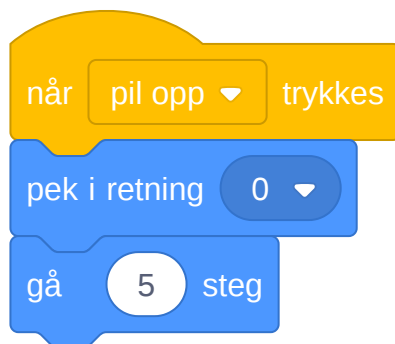 når pil opp trykkes
pek i retning 0
gå 5 steg